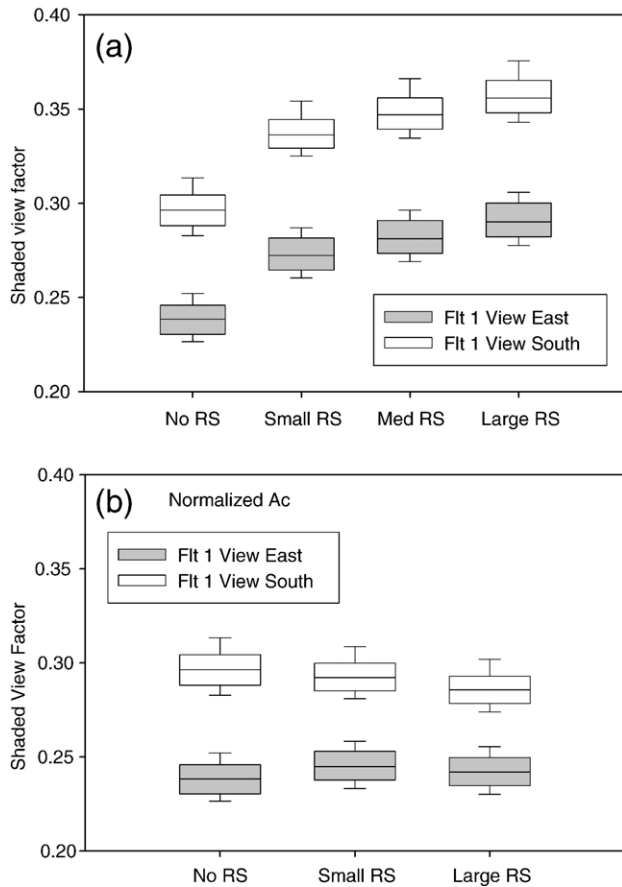 0.40
(a)
0.35
0.30
0.25
0.20
Shaded view factor
Flt 1 View East
Flt 1 View South
No RS Small RS Med RS Large RS
0.40
(b) Normalized Ac
Flt 1 View East
Flt 1 View South
0.35
0.30
0.25
0.20
Shaded View Factor
No RS Small RS Large RS